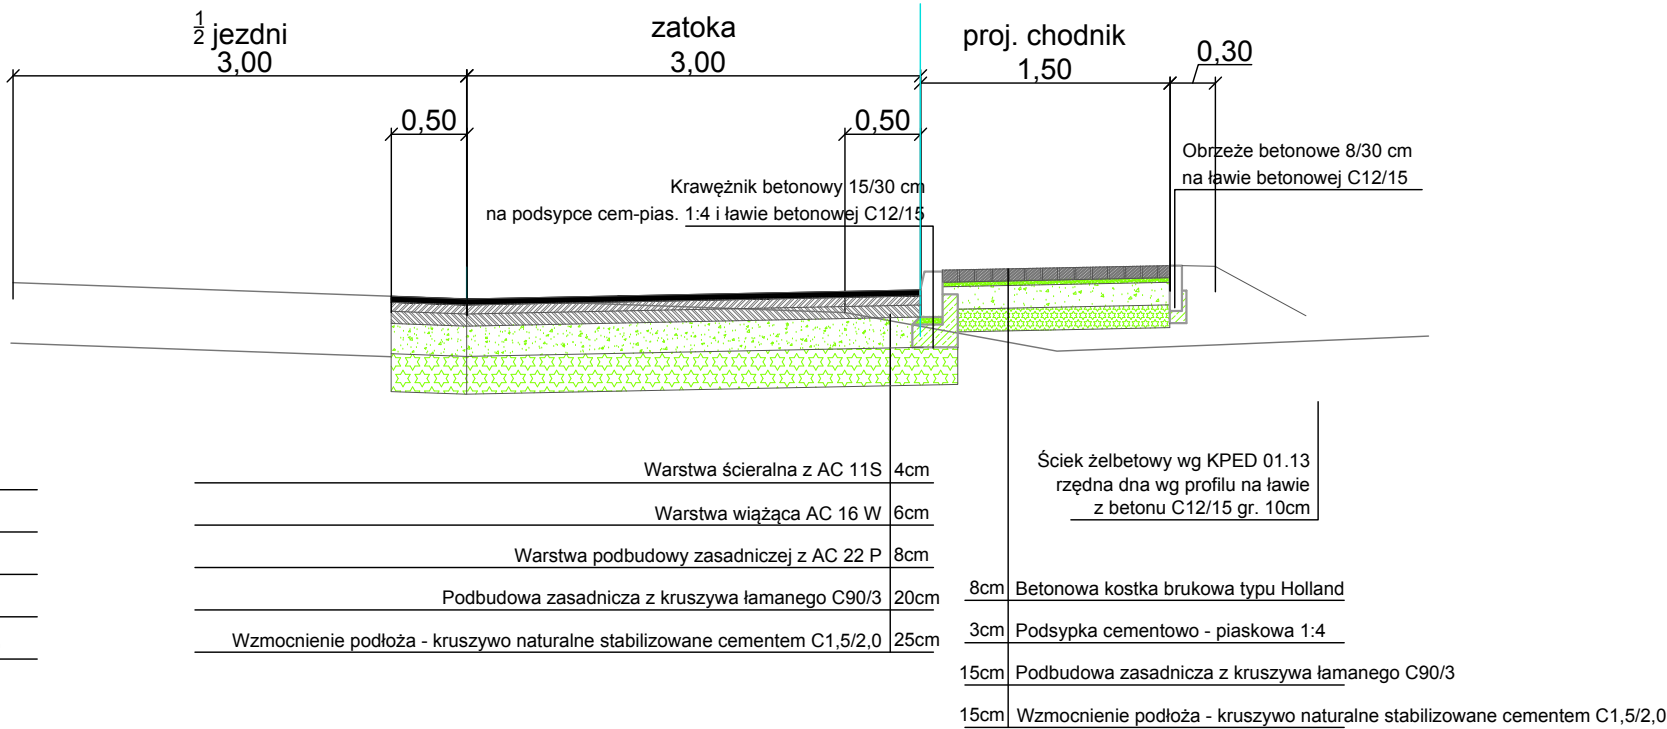 1/2 jezdni
3,00
zatoka
3,00
proj. chodnik
1,50
0,30
0,50
0,50
Krawężnik betonowy 15/30 cm
na podsypce cem-pias. 1:4 i ławie betonowej C12/15
Obrzeże betonowe 8/30 cm
na ławie betonowej C12/15
Warstwa ścieralna z AC 11S 4cm
Warstwa wiążąca AC 16 W 6cm
Warstwa podbudowy zasadniczej z AC 22 P 8cm
Podbudowa zasadnicza z kruszywa łamanego C90/3 20cm
Wzmocnienie podłoża - kruszywo naturalne stabilizowane cementem C1,5/2,0 25cm
Ściek żelbetowy wg KPED 01.13
rzędna dna wg profilu na ławie
z betonu C12/15 gr. 10cm
8cm Betonowa kostka brukowa typu Holland
3cm Podsypka cementowo - piaskowa 1:4
15cm Podbudowa zasadnicza z kruszywa łamanego C90/3
15cm Wzmocnienie podłoża - kruszywo naturalne stabilizowane cementem C1,5/2,0